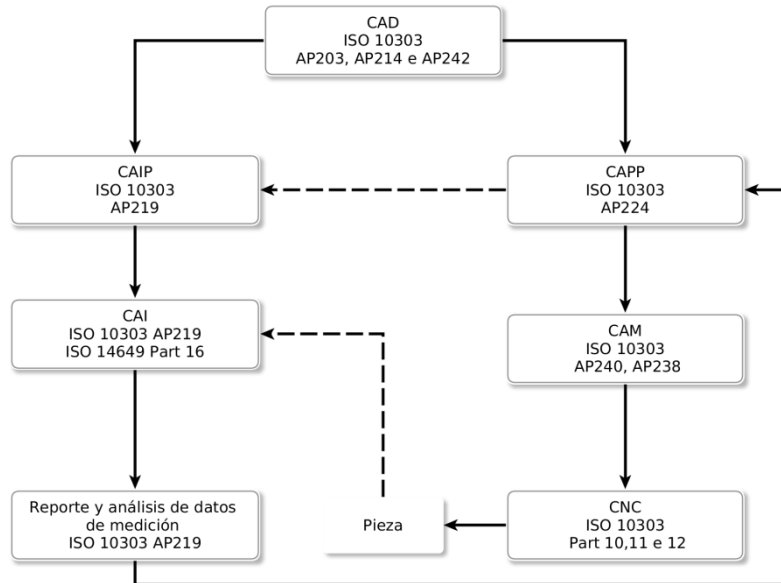 CAD
ISO 10303
AP203, AP214 e AP242
CAIP
ISO 10303
AP219
CAPP
ISO 10303
AP224
CAI
ISO 10303 AP219
ISO 14649 Part 16
CAM
ISO 10303
AP240, AP238
Reporte y análisis de datos
de medición
ISO 10303 AP219
Pieza
CNC
ISO 10303
Part 10,11 e 12